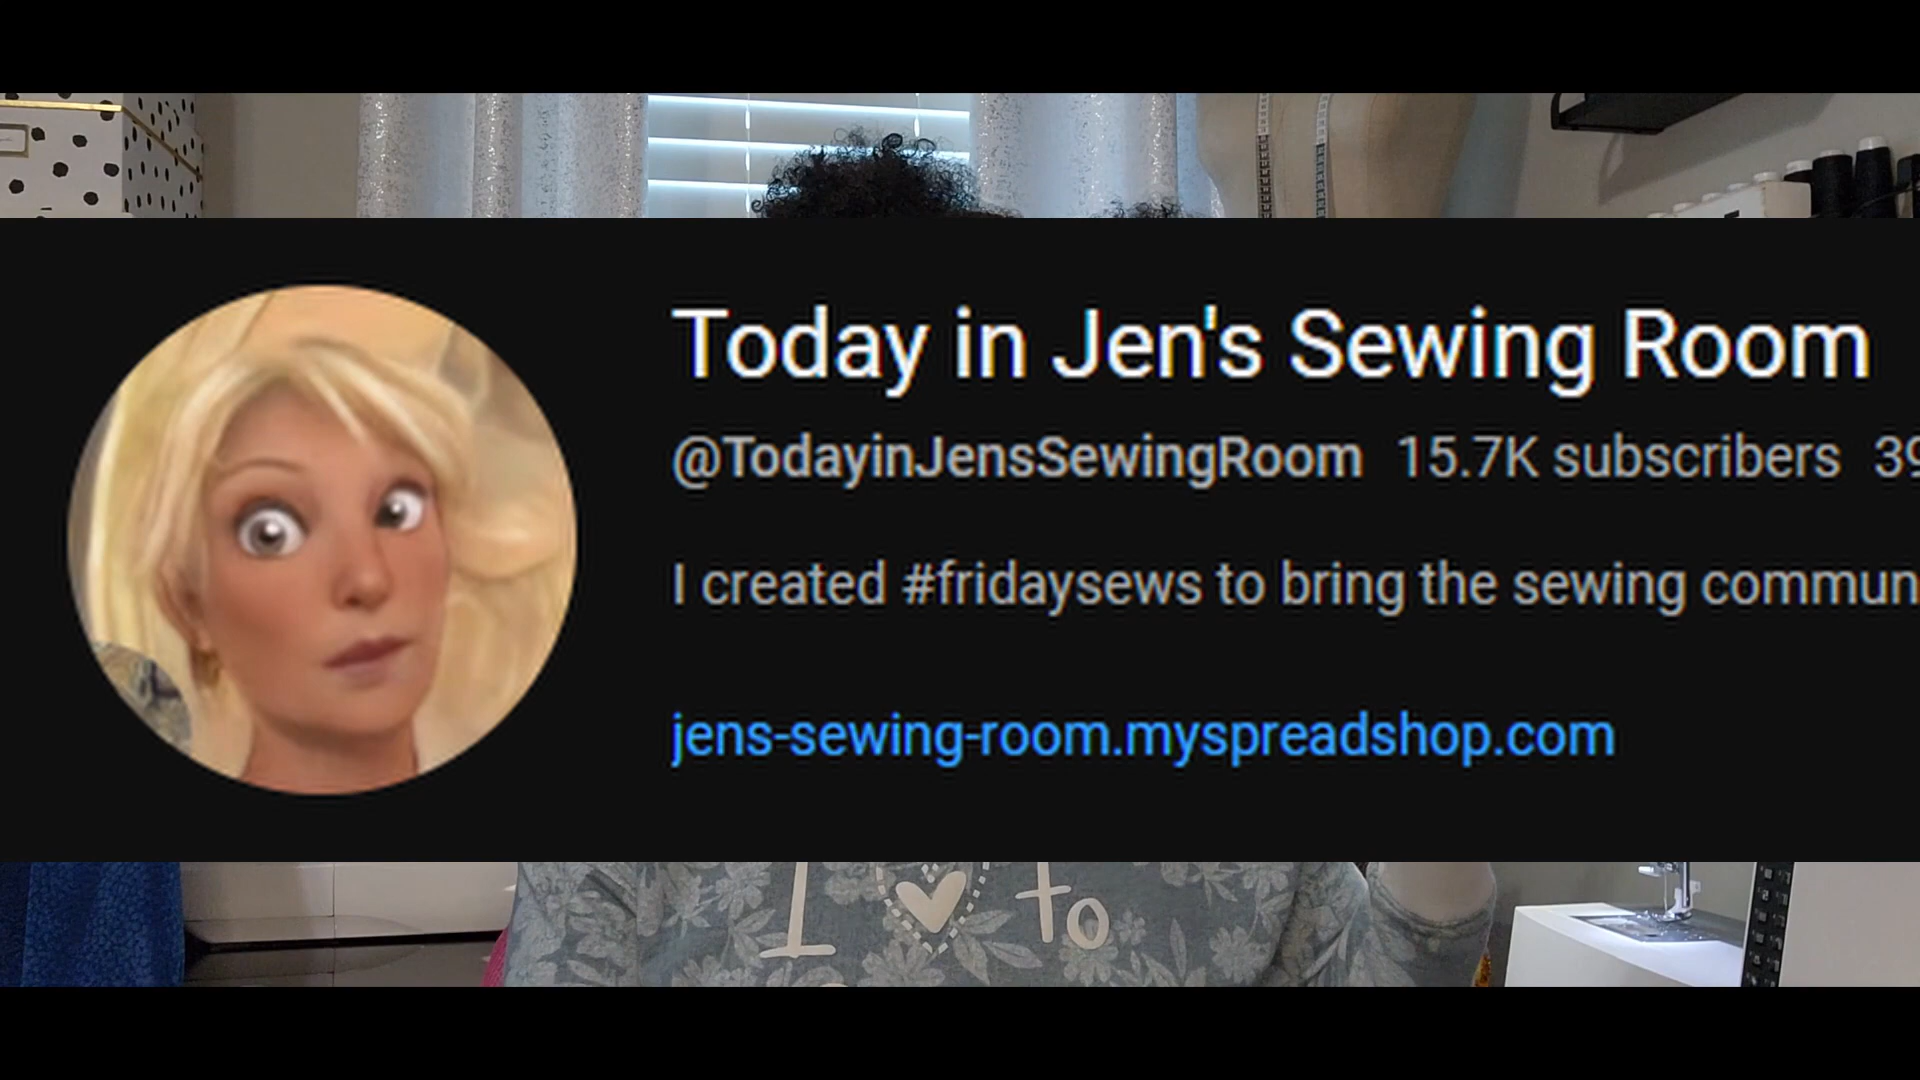 Today in Jen's Sewing Room
@TodayinJensSewingRoom 15.7K subscribers 39
I created #fridaysews to bring the sewing commun
jens-sewing-room.myspreadshop.com
I to